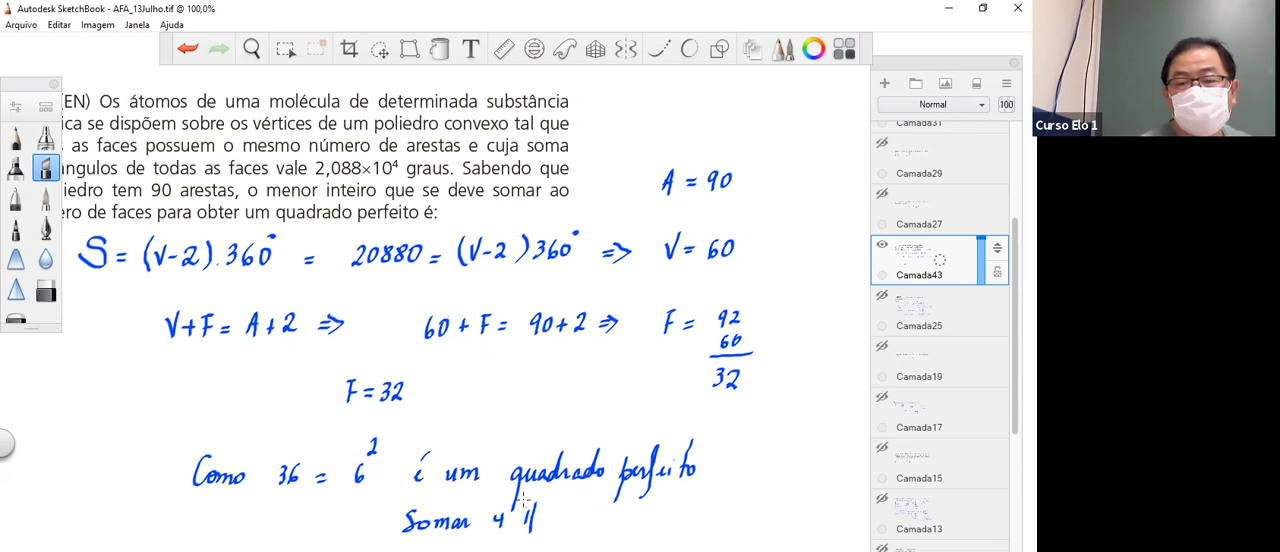 Autodesk SketchBook - AFA_13Julho.tif @ 100,0%
Arquivo Editar Imagem Janela Ajuda
(EN) Os átomos de uma molécula de determinada substância
ica se dispõem sobre os vértices de um poliedro convexo tal que
s as faces possuem o mesmo número de arestas e cuja soma
ângulos de todas as faces vale 2,088×10⁴ graus. Sabendo que
iedro tem 90 arestas, o menor inteiro que se deve somar ao
ero de faces para obter um quadrado perfeito é:
A = 90
S = (V-2).360° = 20880 = (V-2)360° => V = 60
V+F = A+2 => 60 + F = 90+2 => F = 92
60
32
F = 32
Como 36 = 6² é um quadrado perfeito
Somar 4 //
Normal 100
Camada31
Camada29
Camada27
Camada43
Camada25
Camada19
Camada17
Camada15
Camada13
Curso Elo 1